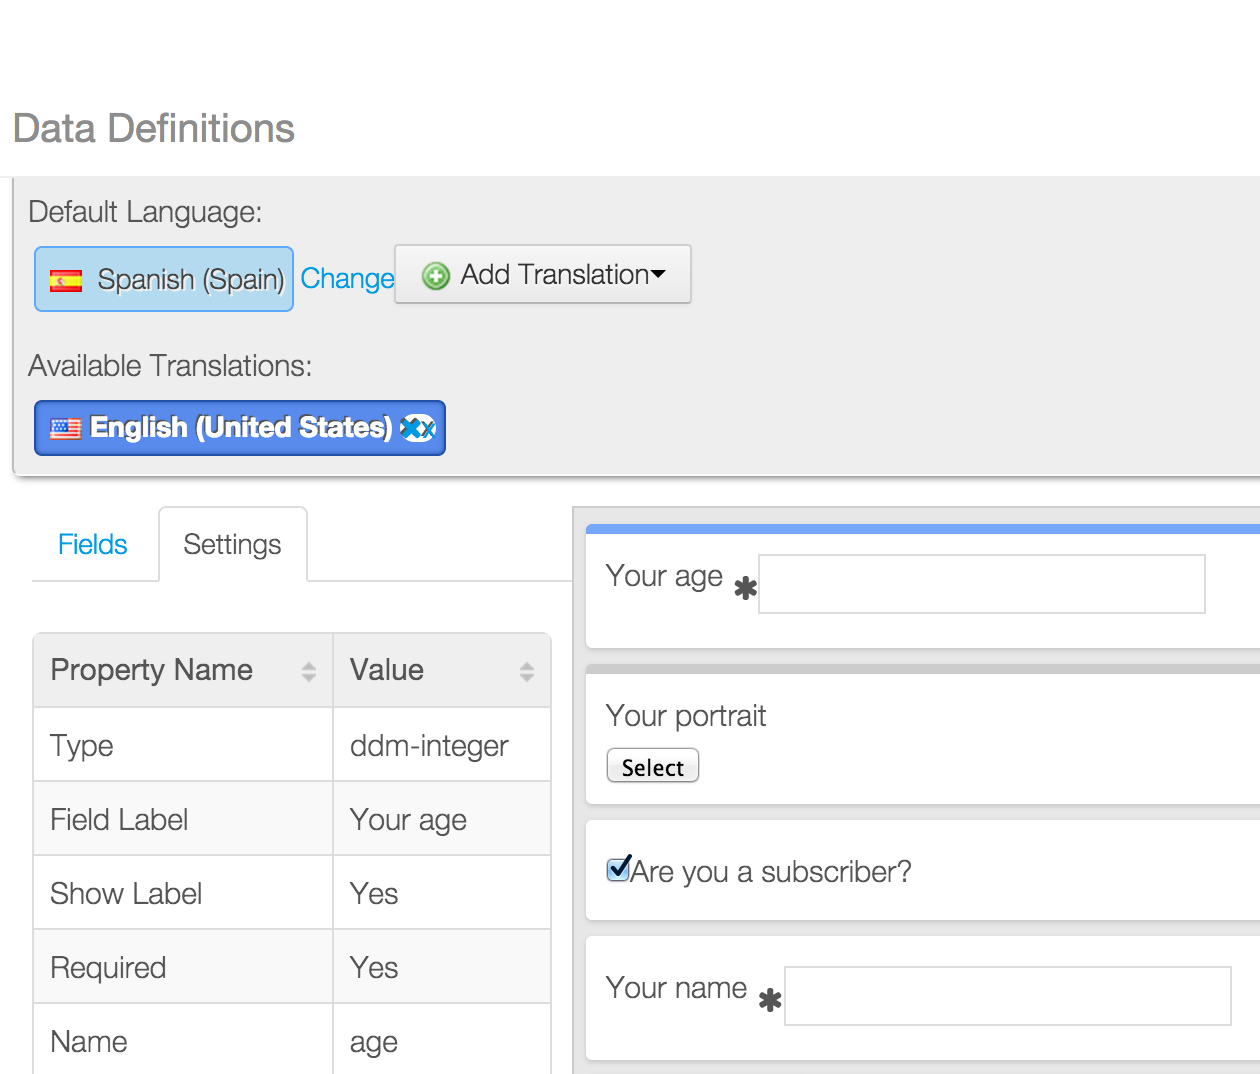 Data Definitions
Default Language:
Spanish (Spain) Change Add Translation
Available Translations:
English (United States) xx
Fields Settings
Property Name Value
Type ddm-integer
Field Label Your age
Show Label Yes
Required Yes
Name age
Your age ✱
Your portrait
Select
Are you a subscriber?
Your name ✱